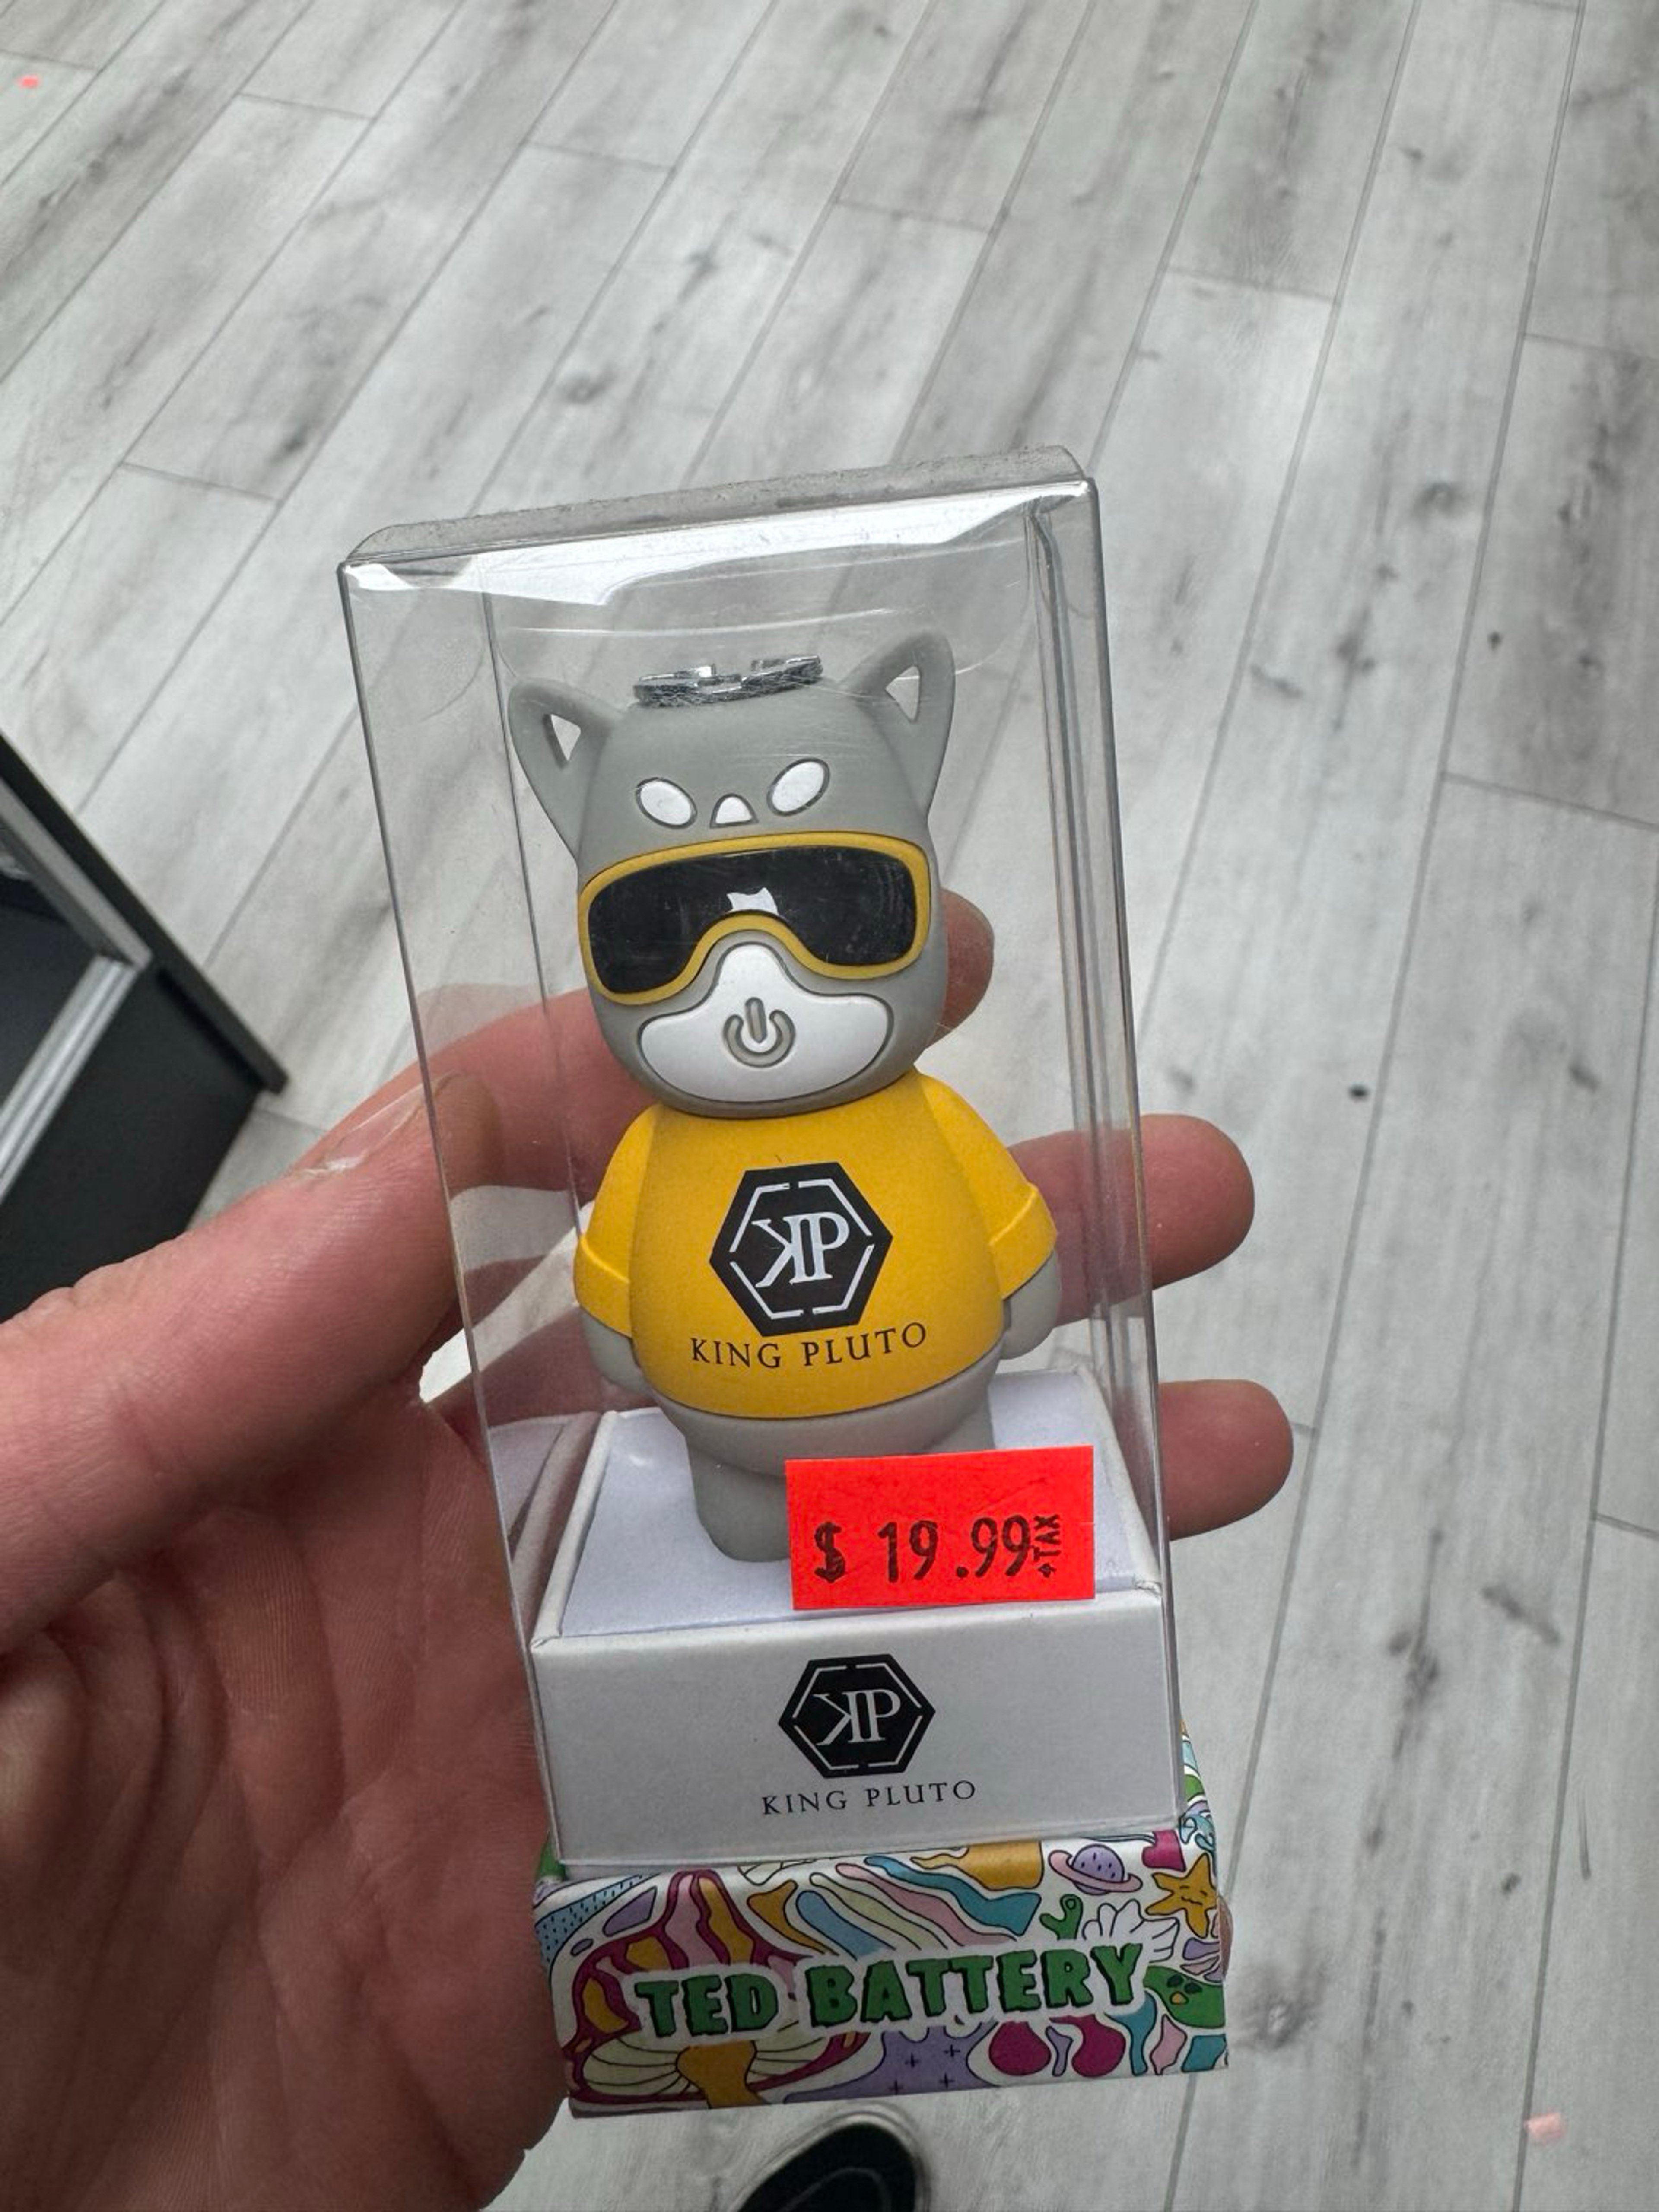 KP
KING PLUTO
$ 19.99 +TAX
KP
KING PLUTO
TED BATTERY